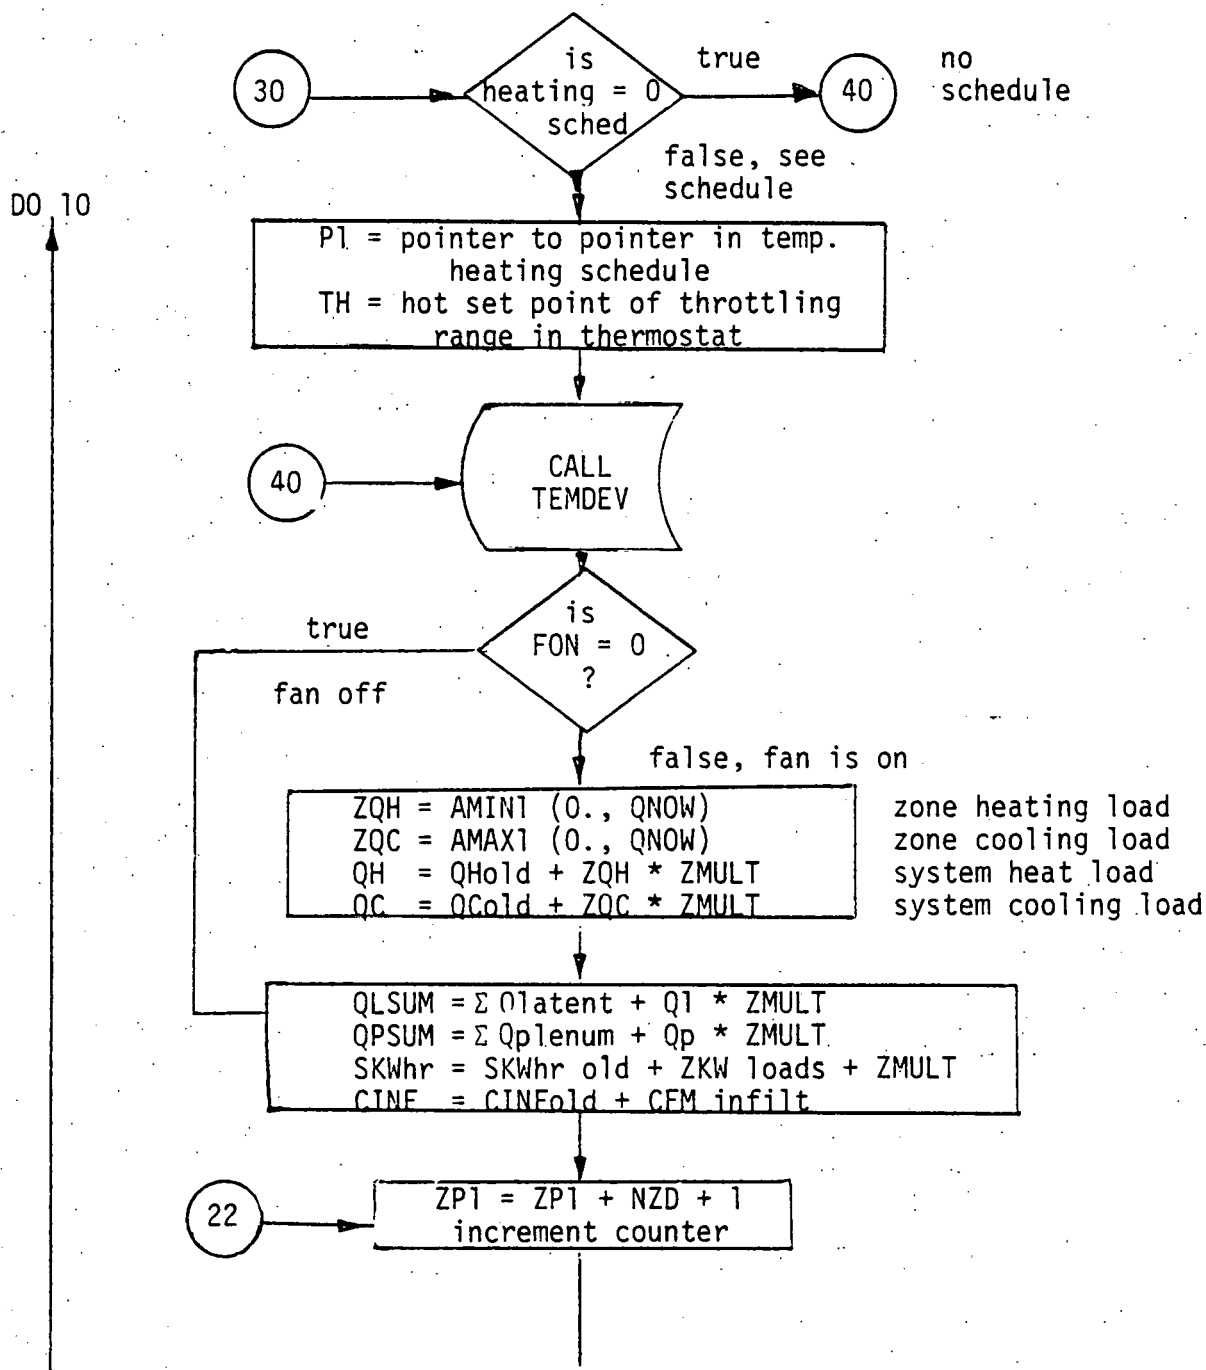 is
heating = 0
sched
true
30
40
no
schedule
false, see
schedule
DO 10
P1 = pointer to pointer in temp.
heating schedule
TH = hot set point of throttling
range in thermostat
40
CALL
TEMDEV
is
FON = 0
?
true
fan off
false, fan is on
ZQH = AMIN1 (0., QNOW)
zone heating load
ZQC = AMAX1 (0., QNOW)
zone cooling load
QH = QHold + ZQH * ZMULT
system heat load
QC = QCold + ZQC * ZMULT
system cooling load
QLSUM = Σ Qlatent + Ql * ZMULT
QPSUM = Σ Qplenum + Qp * ZMULT
SKWhr = SKWhr old + ZKW loads + ZMULT
CINF = CINFold + CFM infilt
22
ZP1 = ZP1 + NZD + 1
increment counter